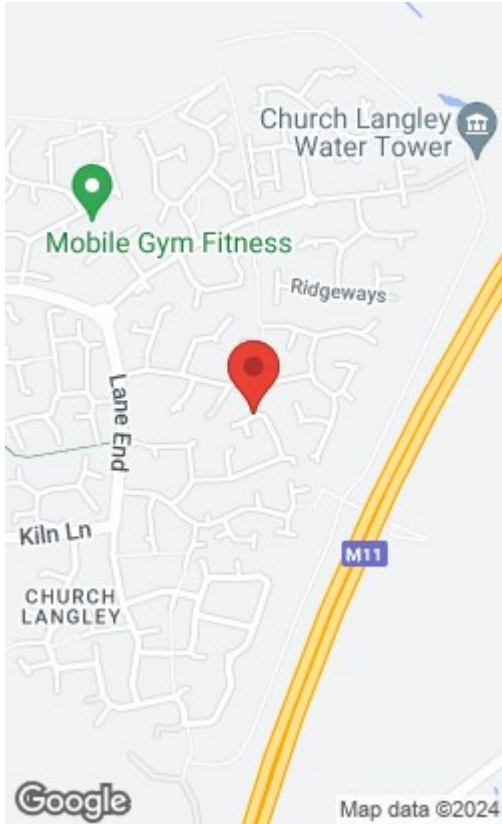 Church Langley
Water Tower
Mobile Gym Fitness
Ridgeways
Lane End
Kiln Ln
M11
CHURCH
LANGLEY
Google
Map data ©2024